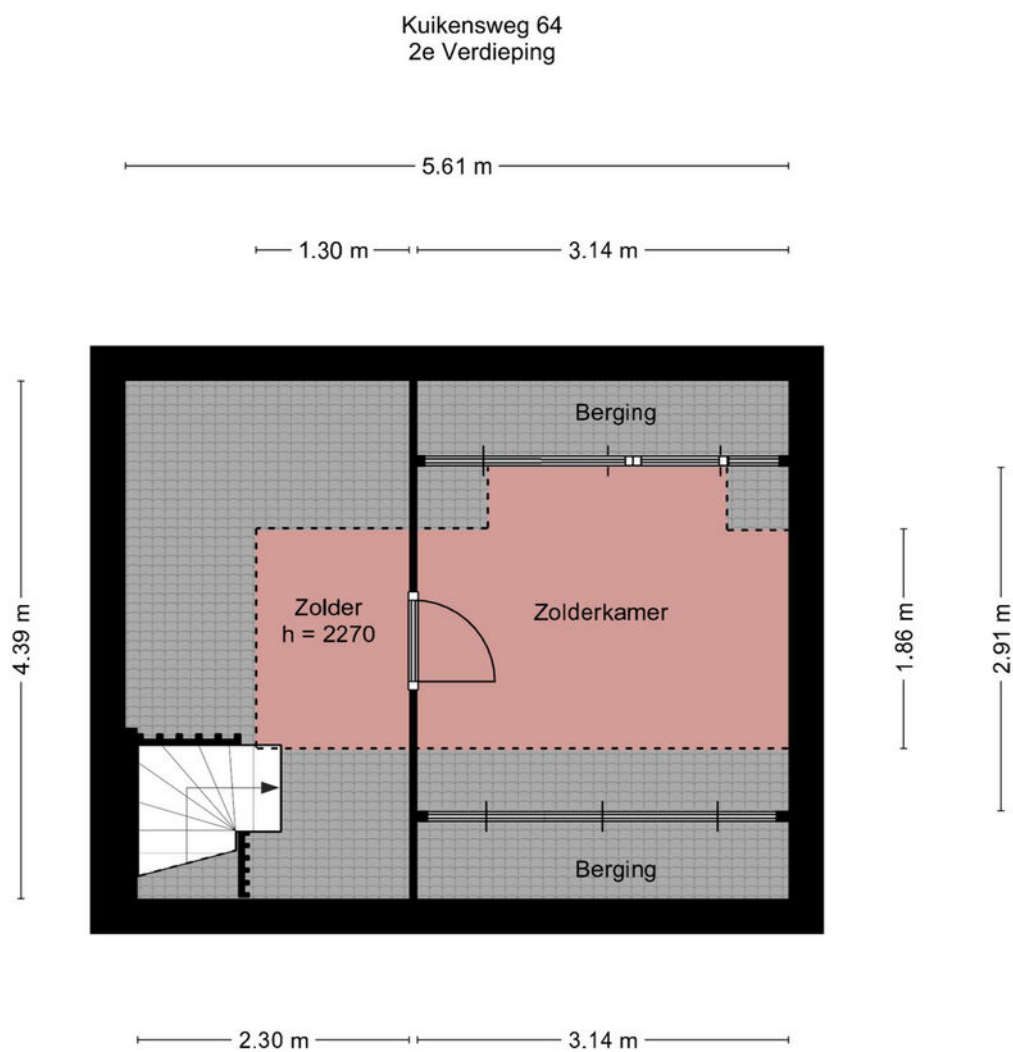 Kuikensweg 64
2e Verdieping
5.61 m
1.30 m
3.14 m
Berging
4.39 m
Zolder
h = 2270
Zolderkamer
1.86 m
2.91 m
Berging
2.30 m
3.14 m